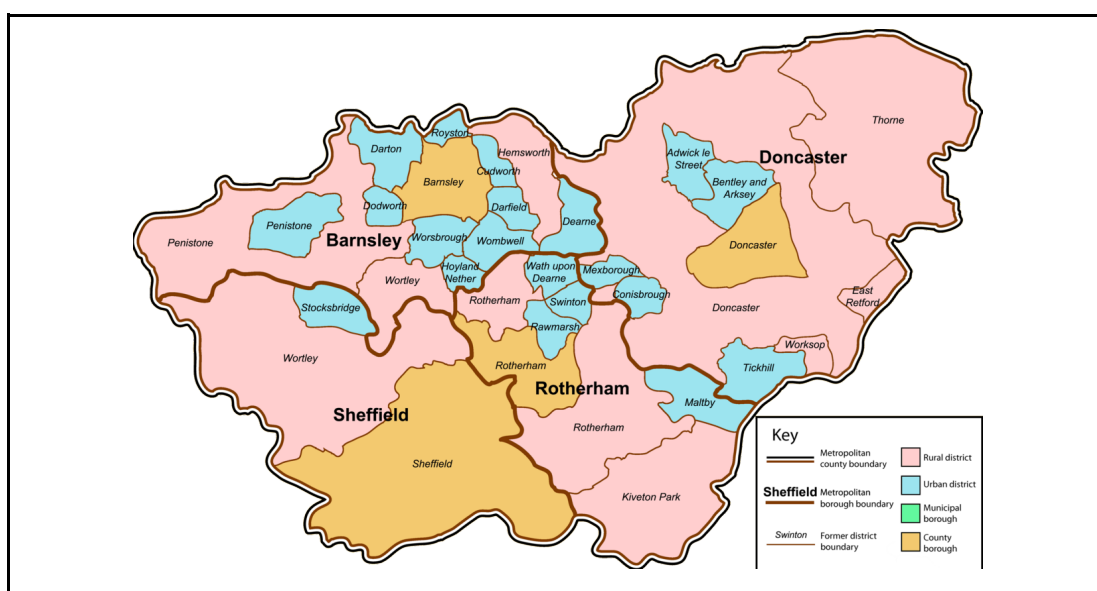 Thorne
Royston
Darton
Hemsworth
Adwick le
Street
Doncaster
Cudworth
Barnsley
Bentley and
Arksey
Dodworth
Darfield
Dearne
Penistone
Penistone
Barnsley
Worsbrough
Wombwell
Doncaster
Hoyland
Nether
Wath upon
Dearne
Mexborough
Wortley
Rotherham
Swinton
Conisbrough
East
Retford
Stocksbridge
Doncaster
Rawmarsh
Worksop
Wortley
Rotherham
Tickhill
Rotherham
Maltby
Sheffield
Rotherham
Sheffield
Kiveton Park
Key
Metropolitan
county boundary
Sheffield
Metropolitan
borough boundary
Swinton
Former district
boundary
Rural district
Urban district
Municipal
borough
County
borough